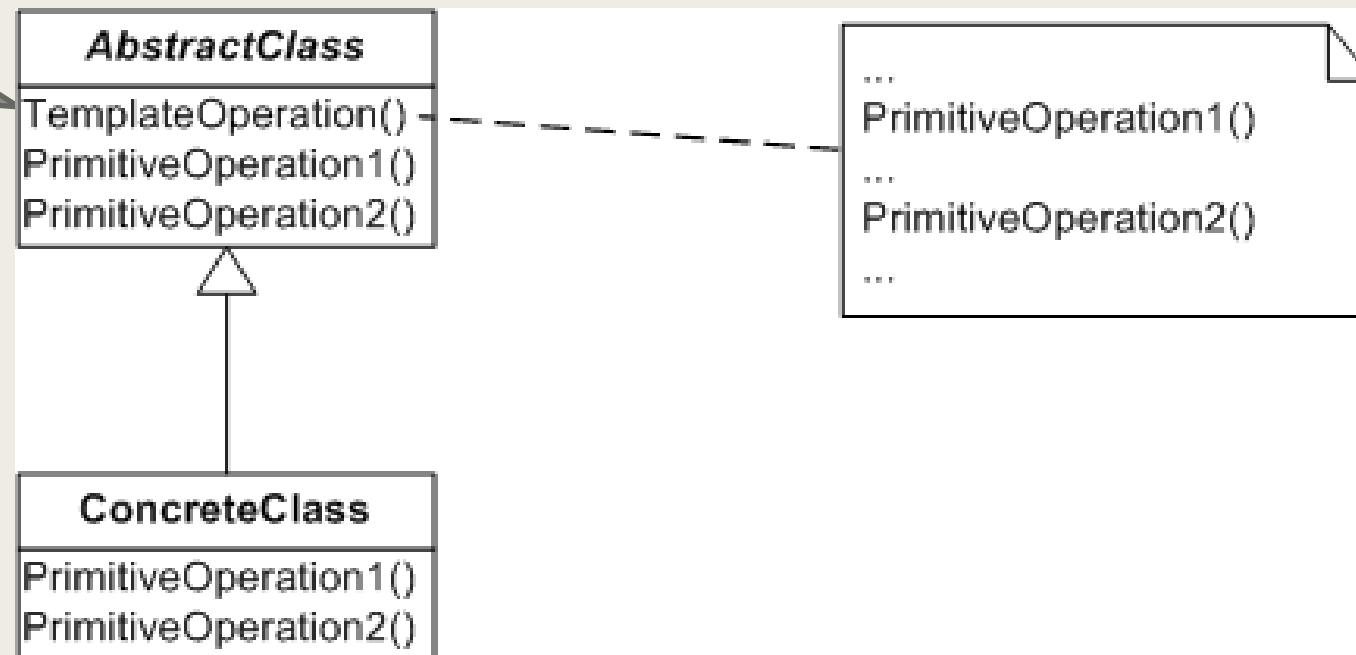 AbstractClass
TemplateOperation()
PrimitiveOperation1()
PrimitiveOperation2()
...
PrimitiveOperation1()
...
PrimitiveOperation2()
...
ConcreteClass
PrimitiveOperation1()
PrimitiveOperation2()